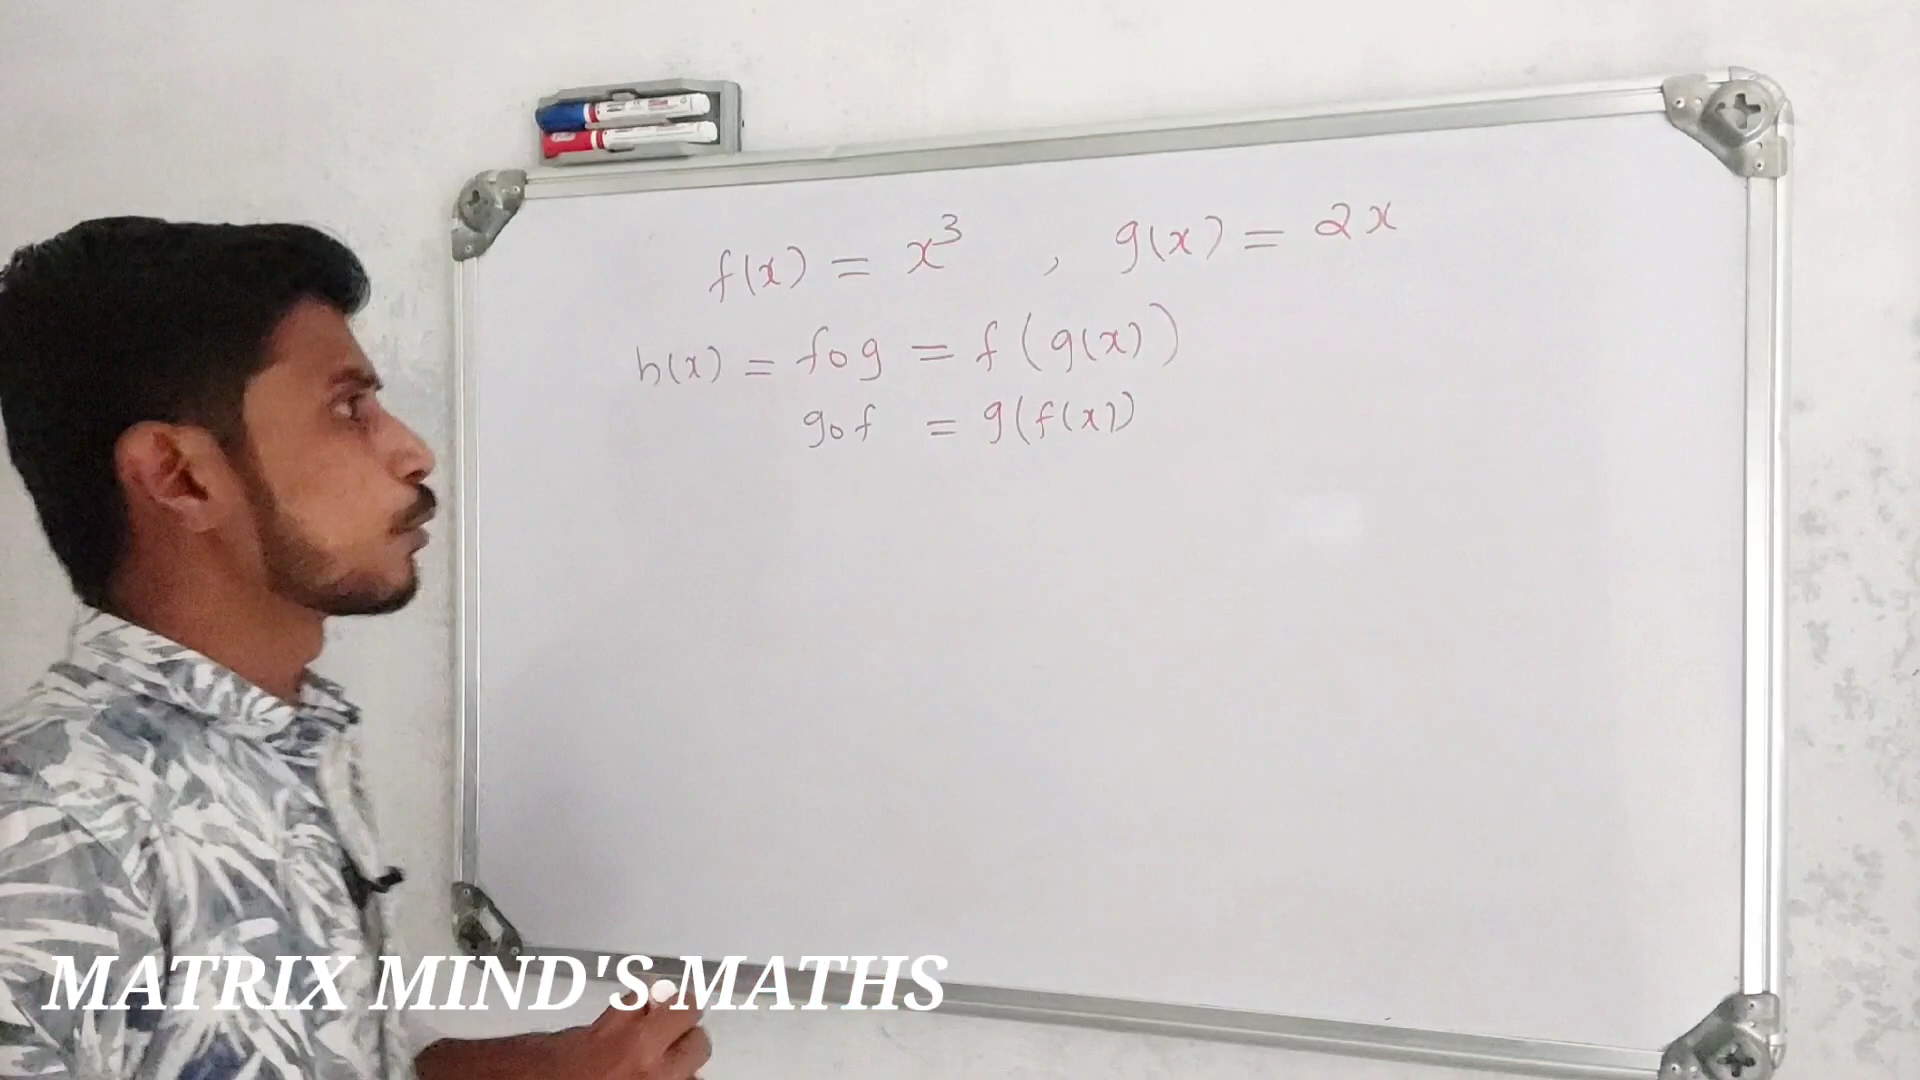 f(x) = x³ , g(x) = 2x
h(x) = fog = f(g(x))
gof = g(f(x))
MATRIX MIND'S MATHS